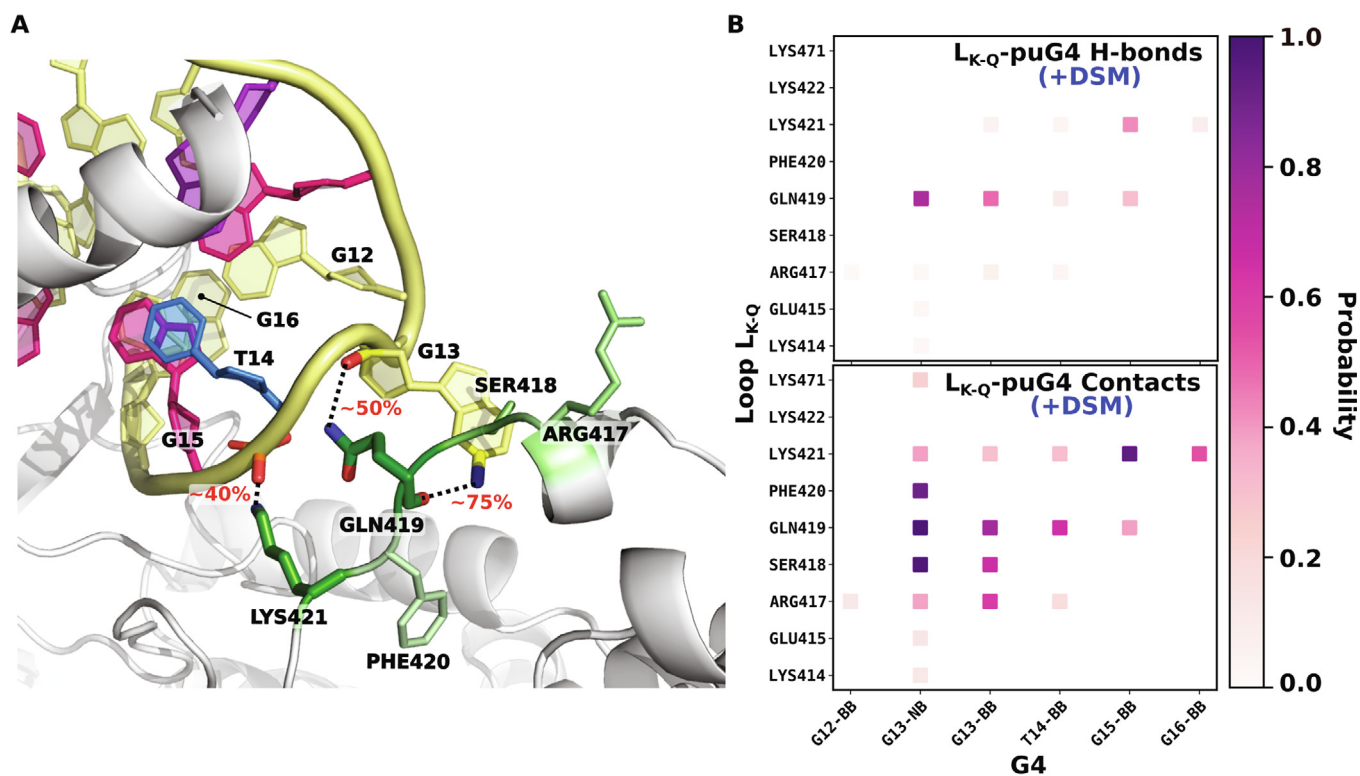 A
G12
G16
T14
G13
SER418
~50%
ARG417
G15
~40%
~75%
GLN419
LYS421
PHE420
B
L_K-Q-puG4 H-bonds
(+DSM)
LYS471
LYS422
LYS421
PHE420
GLN419
SER418
ARG417
GLU415
LYS414
L_K-Q-puG4 Contacts
(+DSM)
LYS471
LYS422
LYS421
PHE420
GLN419
SER418
ARG417
GLU415
LYS414
Loop L_K-Q
G12-BB
G13-NB
G13-BB
T14-BB
G15-BB
G16-BB
G4
1.0
0.8
0.6
0.4
0.2
0.0
Probability